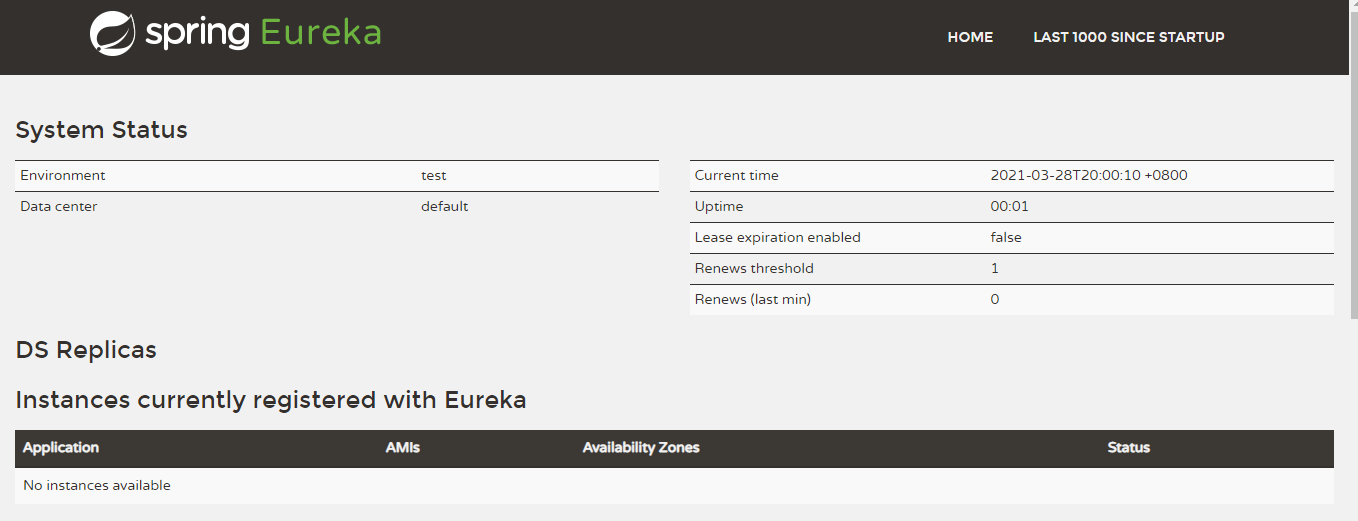 spring Eureka
HOME LAST 1000 SINCE STARTUP
System Status
Environment test
Data center default
Current time 2021-03-28T20:00:10 +0800
Uptime 00:01
Lease expiration enabled false
Renews threshold 1
Renews (last min) 0
DS Replicas
Instances currently registered with Eureka
Application AMIs Availability Zones Status
No instances available